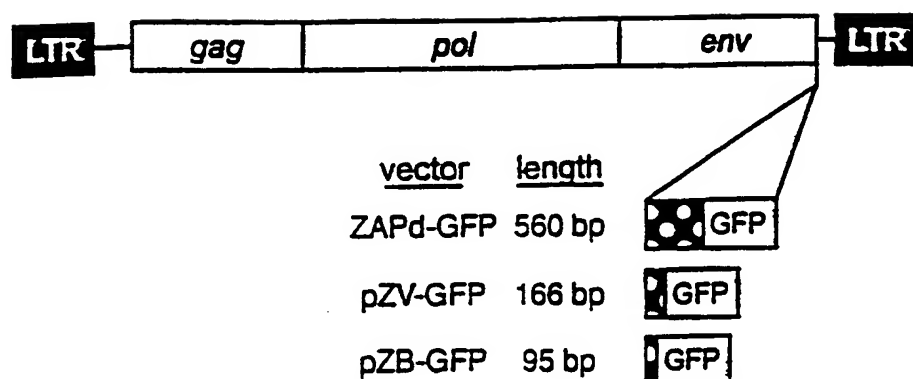 LTR gag pol env LTR
vector length
ZAPd-GFP 560 bp GFP
pZV-GFP 166 bp GFP
pZB-GFP 95 bp GFP